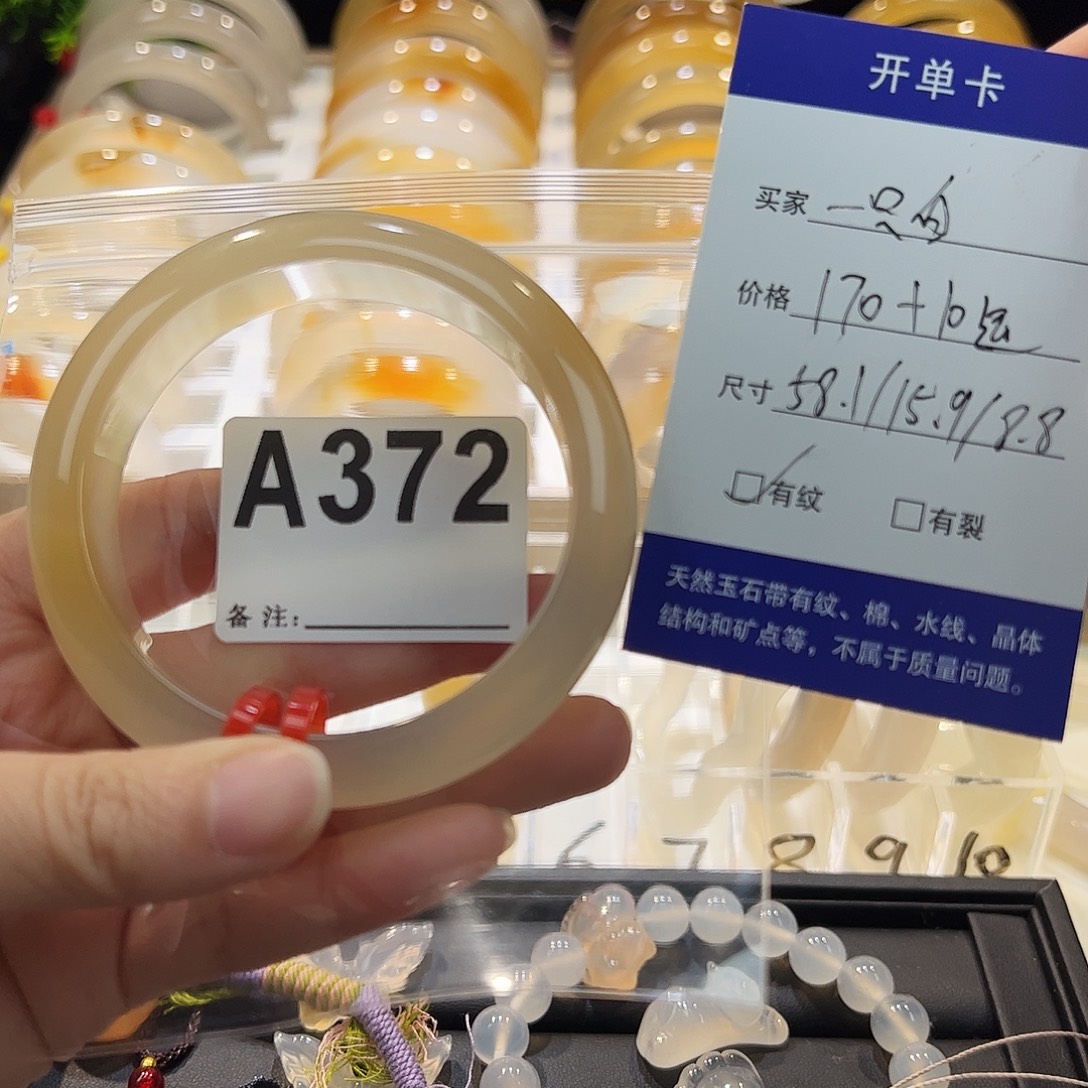 开单卡
买家 一只
价格 170+10
尺寸 58.1/15.9/8.8
有纹 有裂
天然玉石带有纹、棉、水线、晶体
结构和矿点等，不属于质量问题。
A372
备注:
6 7 8 9 10